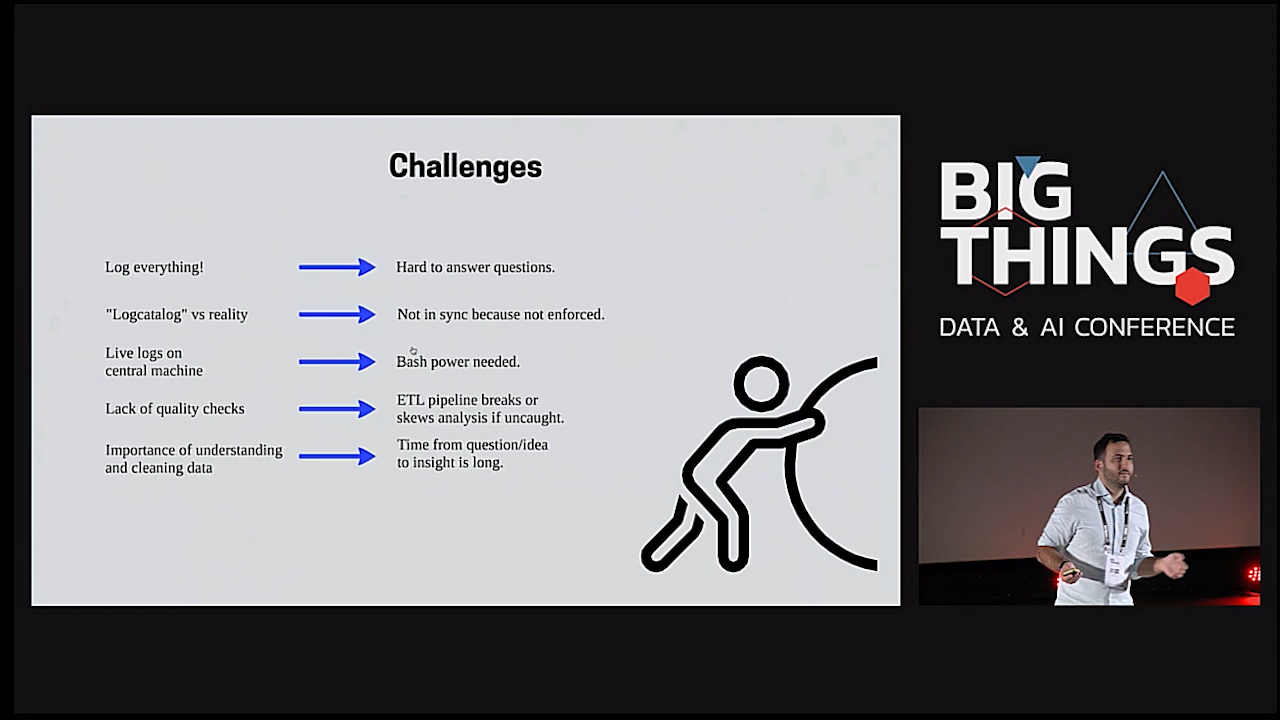 Challenges
Log everything!
Hard to answer questions.
"Logcatalog" vs reality
Not in sync because not enforced.
Live logs on
central machine
Bash power needed.
Lack of quality checks
ETL pipeline breaks or
skews analysis if uncaught.
Importance of understanding
and cleaning data
Time from question/idea
to insight is long.
BIG
THINGS
DATA & AI CONFERENCE